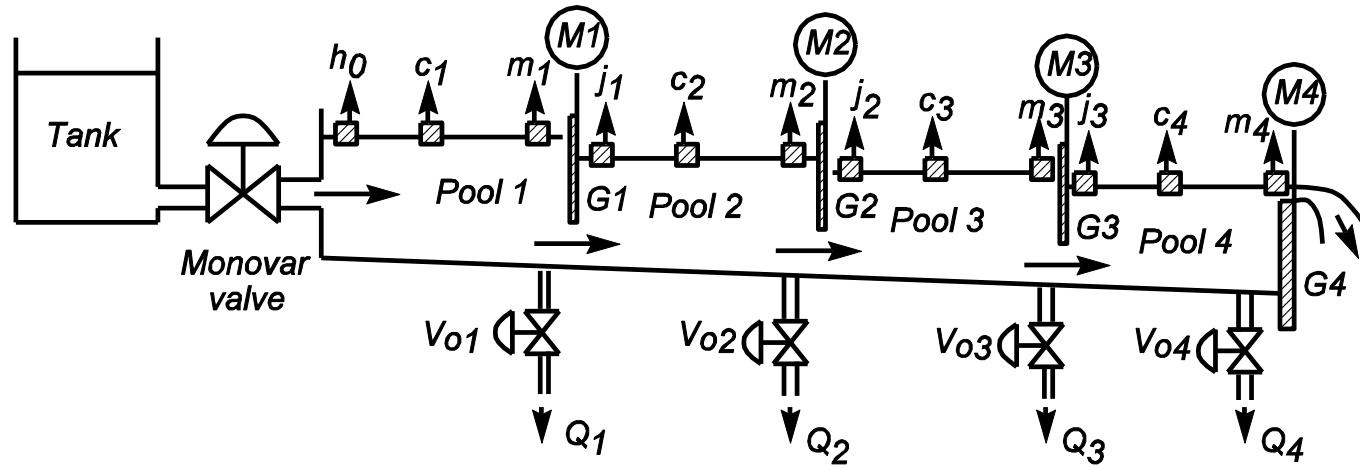 M1
M2
M3
M4
h0
c1
m1
j1
c2
m2
j2
c3
m3
j3
c4
m4
Tank
Pool 1
G1
Pool 2
G2
Pool 3
G3
Pool 4
G4
Monovar
valve
Vo1
Vo2
Vo3
Vo4
Q1
Q2
Q3
Q4